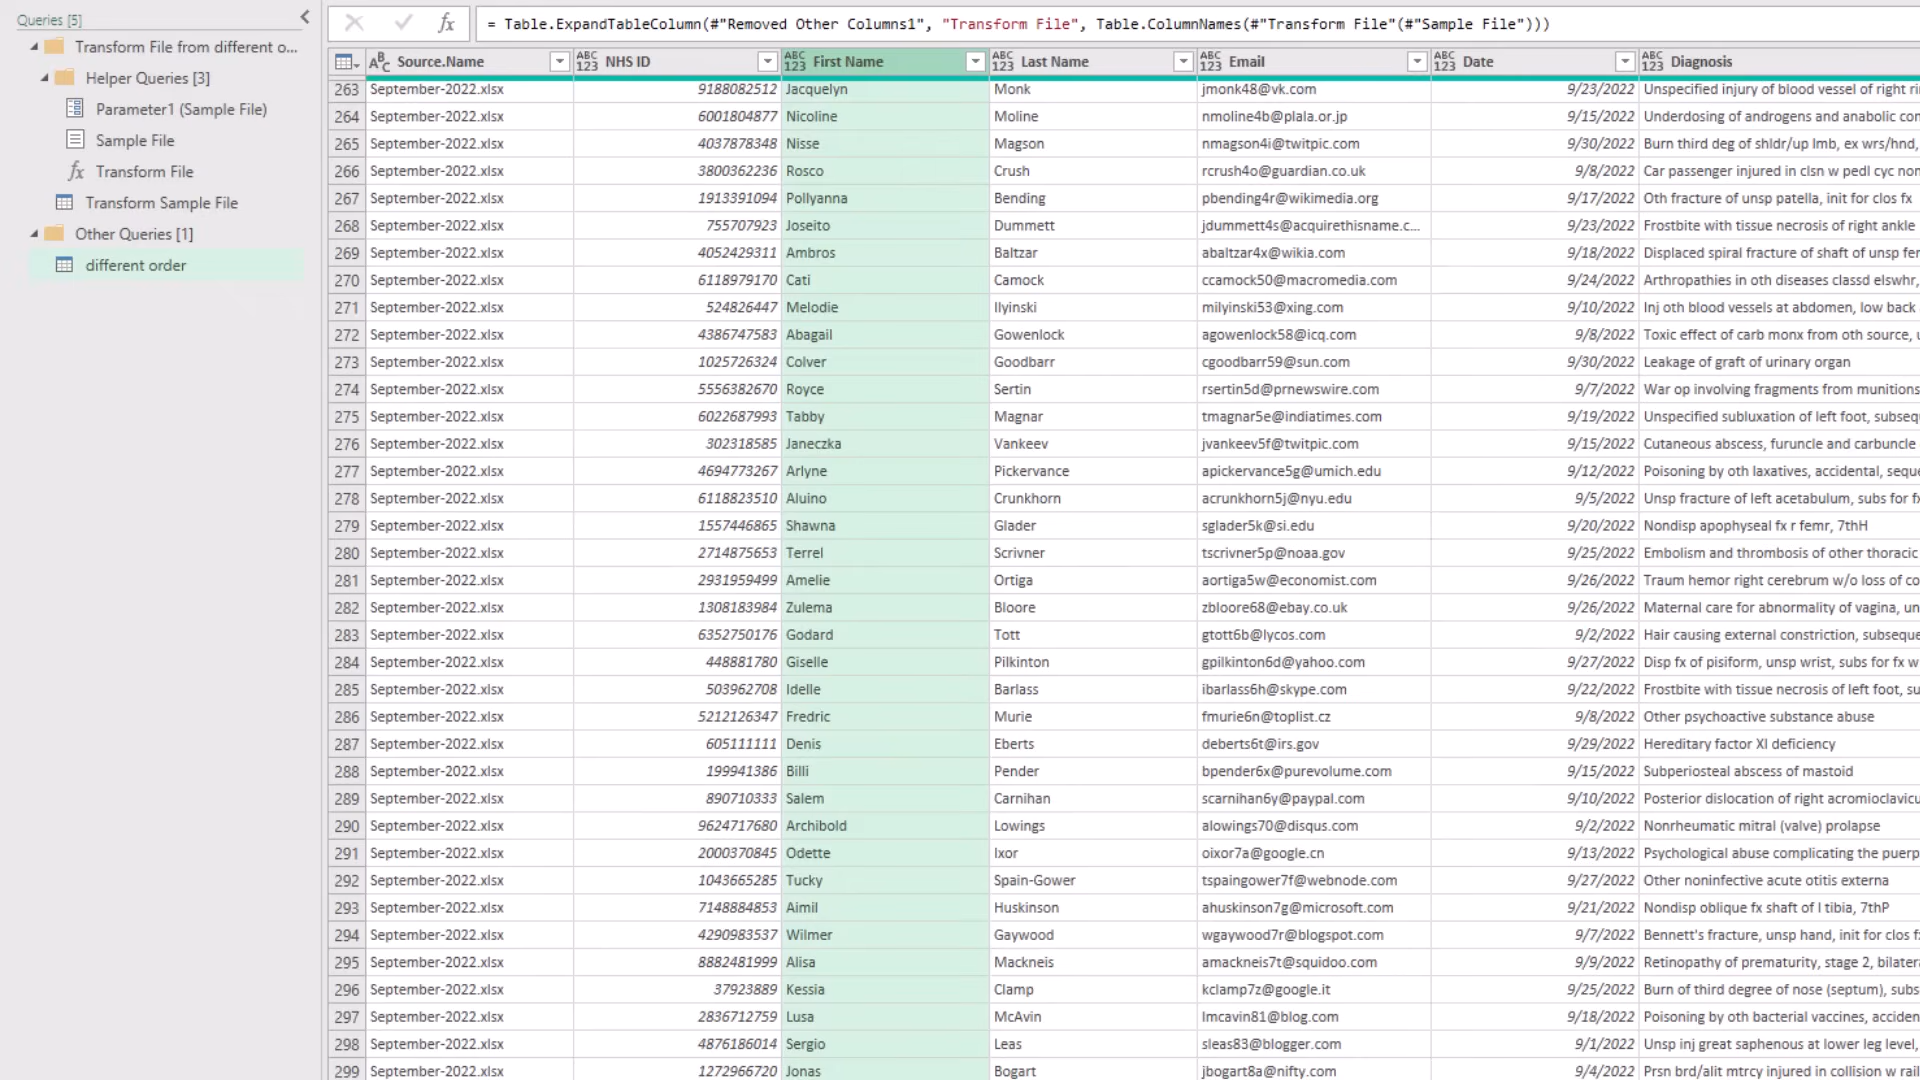 Queries [5]
= Table.ExpandTableColumn(#"Removed Other Columns1", "Transform File", Table.ColumnNames(#"Transform File"(#"Sample File")))
Transform File from different o...
Helper Queries [3]
Parameter1 (Sample File)
Sample File
fx Transform File
Transform Sample File
Other Queries [1]
different order
Source.Name NHS ID First Name Last Name Email Date Diagnosis
263 September-2022.xlsx 9188082512 Jacquelyn Monk jmonk48@vk.com 9/23/2022 Unspecified injury of blood vessel of right ri
264 September-2022.xlsx 6001804877 Nicoline Moline nmoline4b@plala.or.jp 9/15/2022 Underdosing of androgens and anabolic con
265 September-2022.xlsx 4037878348 Nisse Magson nmagson4i@twitpic.com 9/30/2022 Burn third deg of shldr/up lmb, ex wrs/hnd,
266 September-2022.xlsx 3800362236 Rosco Crush rcrush4o@guardian.co.uk 9/8/2022 Car passenger injured in clsn w pedl cyc non
267 September-2022.xlsx 1913391094 Pollyanna Bending pbending4r@wikimedia.org 9/17/2022 Oth fracture of unsp patella, init for clos fx
268 September-2022.xlsx 755707923 Joseito Dummett jdummett4s@acquirethisname.c... 9/23/2022 Frostbite with tissue necrosis of right ankle
269 September-2022.xlsx 4052429311 Ambros Baltzar abaltzar4x@wikia.com 9/18/2022 Displaced spiral fracture of shaft of unsp fer
270 September-2022.xlsx 6118979170 Cati Camock ccamock50@macromedia.com 9/24/2022 Arthropathies in oth diseases classd elswhr,
271 September-2022.xlsx 524826447 Melodie Ilyinski milyinski53@xing.com 9/10/2022 Inj oth blood vessels at abdomen, low back
272 September-2022.xlsx 4386747583 Abagail Gowenlock agowenlock58@icq.com 9/8/2022 Toxic effect of carb monx from oth source, u
273 September-2022.xlsx 1025726324 Colver Goodbarr cgoodbarr59@sun.com 9/30/2022 Leakage of graft of urinary organ
274 September-2022.xlsx 5556382670 Royce Sertin rsertin5d@prnewswire.com 9/7/2022 War op involving fragments from munitions
275 September-2022.xlsx 6022687993 Tabby Magnar tmagnar5e@indiatimes.com 9/19/2022 Unspecified subluxation of left foot, subseq
276 September-2022.xlsx 302318585 Janeczka Vankeev jvankeev5f@twitpic.com 9/15/2022 Cutaneous abscess, furuncle and carbuncle
277 September-2022.xlsx 4694773267 Arlyne Pickervance apickervance5g@umich.edu 9/12/2022 Poisoning by oth laxatives, accidental, seque
278 September-2022.xlsx 6118823510 Aluino Crunkhorn acrunkhorn5j@nyu.edu 9/5/2022 Unsp fracture of left acetabulum, subs for fx
279 September-2022.xlsx 1557446865 Shawna Glader sglader5k@si.edu 9/20/2022 Nondisp apophyseal fx r femr, 7thH
280 September-2022.xlsx 2714875653 Terrel Scrivner tscrivner5p@noaa.gov 9/25/2022 Embolism and thrombosis of other thoracic
281 September-2022.xlsx 2931959499 Amelie Ortiga aortiga5w@economist.com 9/26/2022 Traum hemor right cerebrum w/o loss of co
282 September-2022.xlsx 1308183984 Zulema Bloore zbloore68@ebay.co.uk 9/26/2022 Maternal care for abnormality of vagina, un
283 September-2022.xlsx 6352750176 Godard Tott gtott6b@lycos.com 9/2/2022 Hair causing external constriction, subseque
284 September-2022.xlsx 448881780 Giselle Pilkinton gpilkinton6d@yahoo.com 9/27/2022 Disp fx of pisiform, unsp wrist, subs for fx w
285 September-2022.xlsx 503962708 Idelle Barlass ibarlass6h@skype.com 9/22/2022 Frostbite with tissue necrosis of left foot, su
286 September-2022.xlsx 5212126347 Fredric Murie fmurie6n@toplist.cz 9/8/2022 Other psychoactive substance abuse
287 September-2022.xlsx 605111111 Denis Eberts deberts6t@irs.gov 9/29/2022 Hereditary factor XI deficiency
288 September-2022.xlsx 199941386 Billi Pender bpender6x@purevolume.com 9/15/2022 Subperiosteal abscess of mastoid
289 September-2022.xlsx 890710333 Salem Carnihan scarnihan6y@paypal.com 9/10/2022 Posterior dislocation of right acromioclavicu
290 September-2022.xlsx 9624717680 Archibold Lowings alowings70@disqus.com 9/2/2022 Nonrheumatic mitral (valve) prolapse
291 September-2022.xlsx 2000370845 Odette Ixor oixor7a@google.cn 9/13/2022 Psychological abuse complicating the puerp
292 September-2022.xlsx 1043665285 Tucky Spain-Gower tspaingower7f@webnode.com 9/27/2022 Other noninfective acute otitis externa
293 September-2022.xlsx 7148884853 Aimil Huskinson ahuskinson7g@microsoft.com 9/21/2022 Nondisp oblique fx shaft of l tibia, 7thP
294 September-2022.xlsx 4290983537 Wilmer Gaywood wgaywood7r@blogspot.com 9/7/2022 Bennett's fracture, unsp hand, init for clos f
295 September-2022.xlsx 8882481999 Alisa Mackneis amackneis7t@squidoo.com 9/9/2022 Retinopathy of prematurity, stage 2, bilatera
296 September-2022.xlsx 37923889 Kessia Clamp kclamp7z@google.it 9/25/2022 Burn of third degree of nose (septum), subs
297 September-2022.xlsx 2836712759 Lusa McAvin lmcavin81@blog.com 9/18/2022 Poisoning by oth bacterial vaccines, acciden
298 September-2022.xlsx 4876186014 Sergio Leas sleas83@blogger.com 9/1/2022 Unsp inj great saphenous at lower leg level,
299 September-2022.xlsx 1272966720 Jonas Bogart jbogart8a@nifty.com 9/4/2022 Prsn brd/alit mtrcy injured in collision w rail